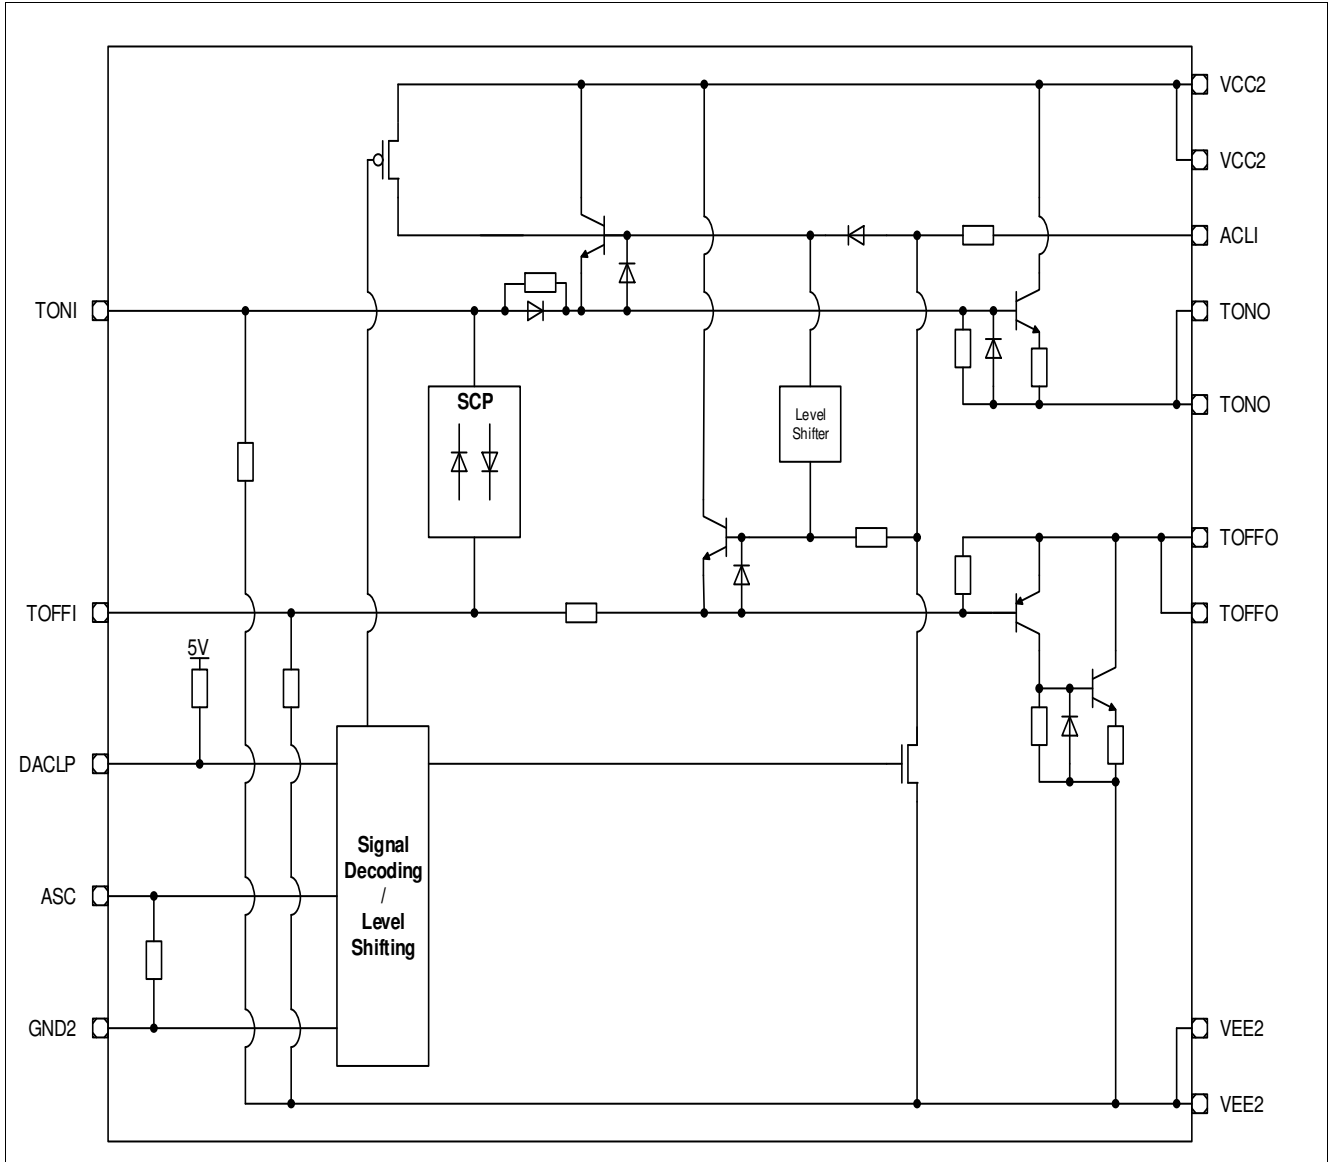 VCC2
VCC2
ACLI
TONI
TONO
SCP
TONO
Level
Shifter
TOFFO
TOFFI
TOFFO
5V
DACLP
Signal
Decoding
/
Level
Shifting
ASC
GND2
VEE2
VEE2